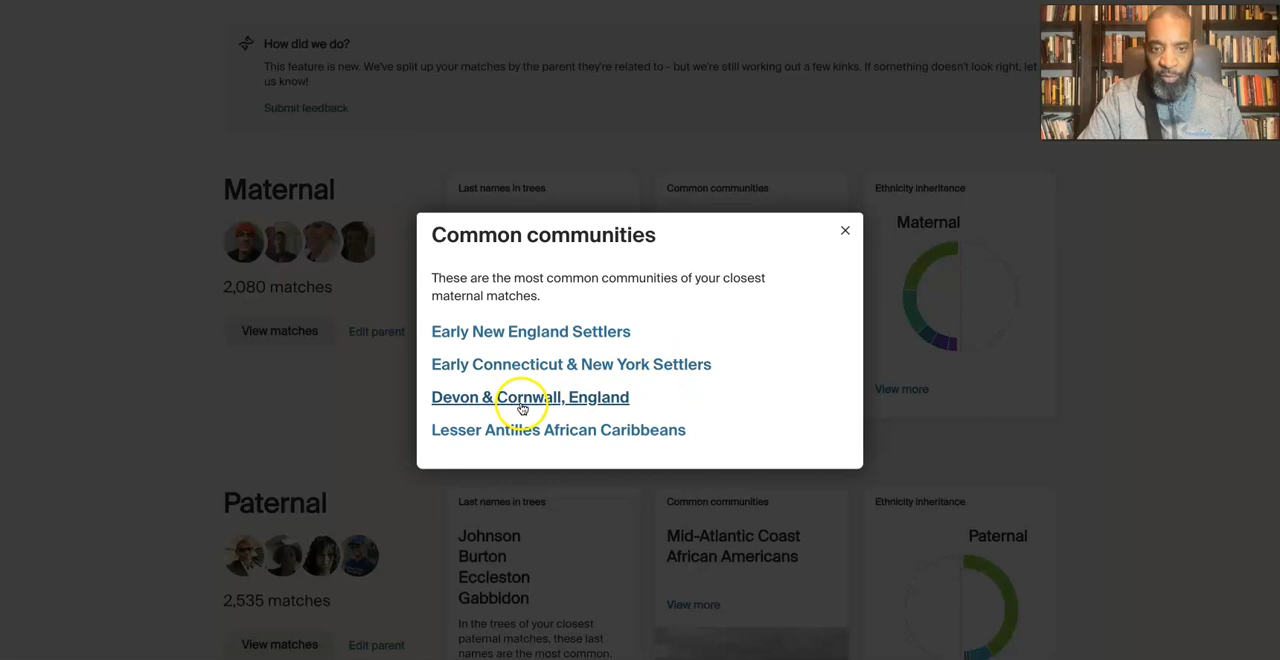 How did we do?
This feature is new. We've split up your matches by the parent they're related to - but we're still working out a few kinks. If something doesn't look right, let
us know!
Submit feedback
Maternal
2,080 matches
View matches
Edit parent
Last names in trees
Common communities
Ethnicity inheritance
Maternal
View more
Common communities
These are the most common communities of your closest
maternal matches.
Early New England Settlers
Early Connecticut & New York Settlers
Devon & Cornwall, England
Lesser Antilles African Caribbeans
Paternal
2,535 matches
View matches
Edit parent
Last names in trees
Johnson
Burton
Eccleston
Gabbidon
In the trees of your closest
paternal matches, these last
names are the most common.
Common communities
Mid-Atlantic Coast
African Americans
View more
Ethnicity inheritance
Paternal